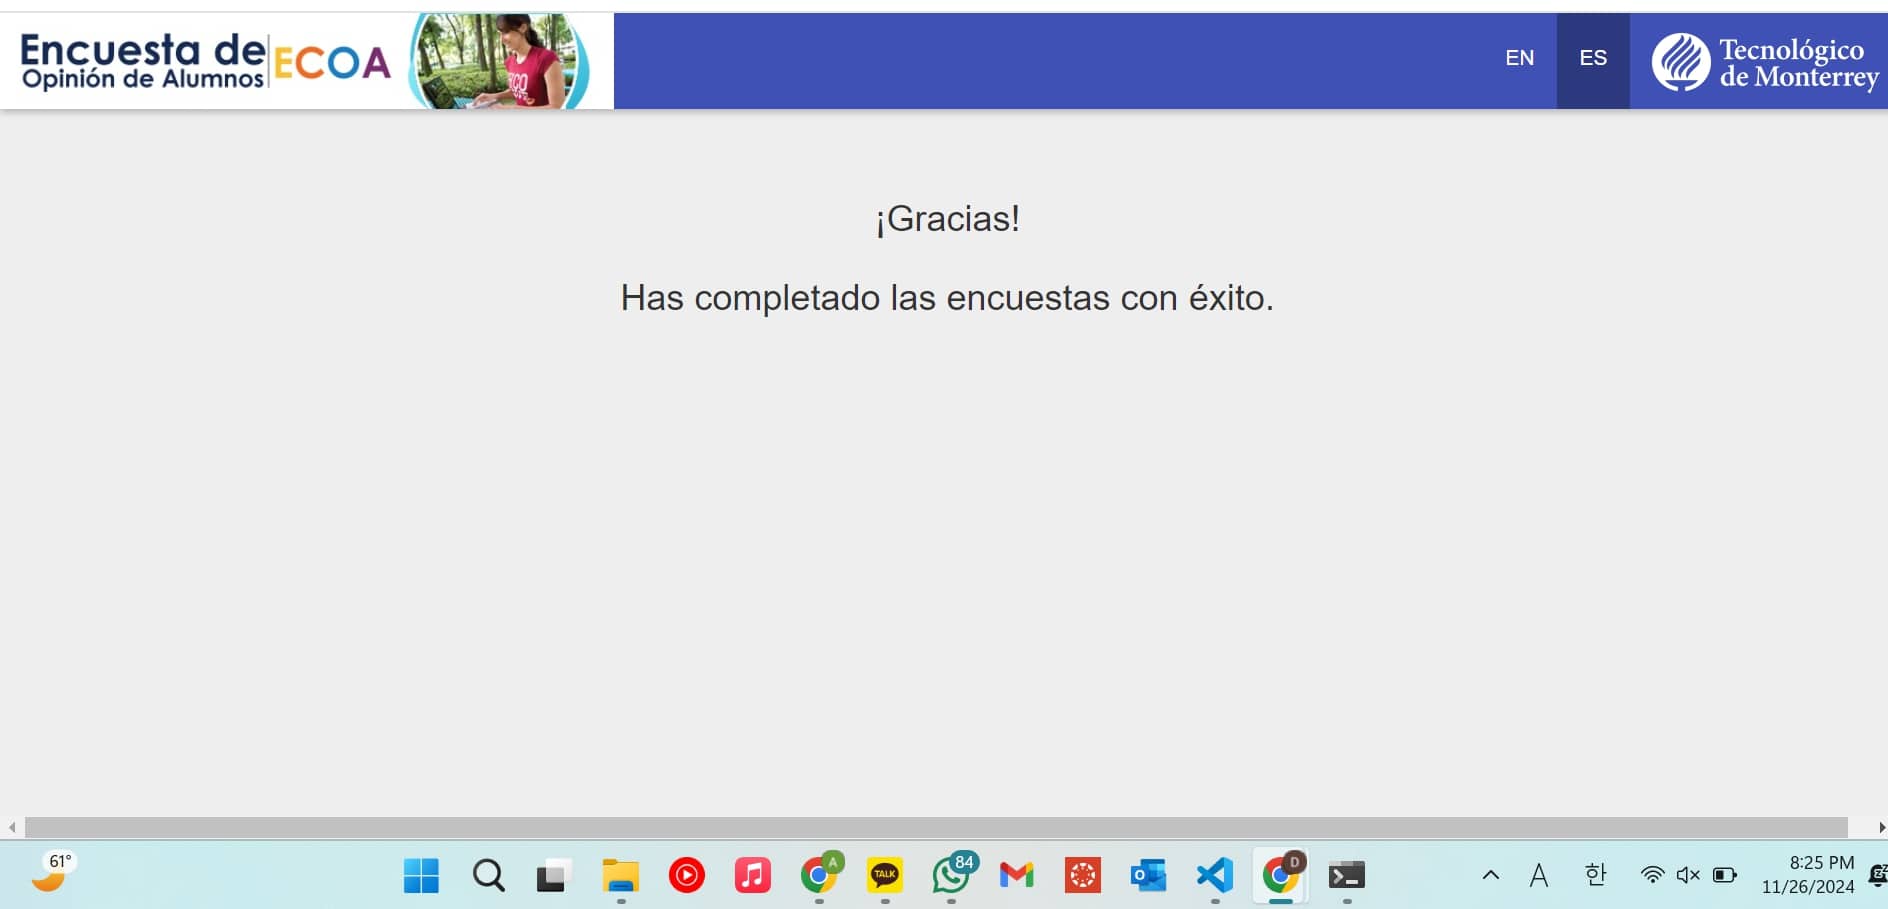 Encuesta de
Opinión de Alumnos
ECOA
EN
ES
Tecnológico
de Monterrey
¡Gracias!
Has completado las encuestas con éxito.
61°
A
TALK
84
D
A
한
8:25 PM
11/26/2024